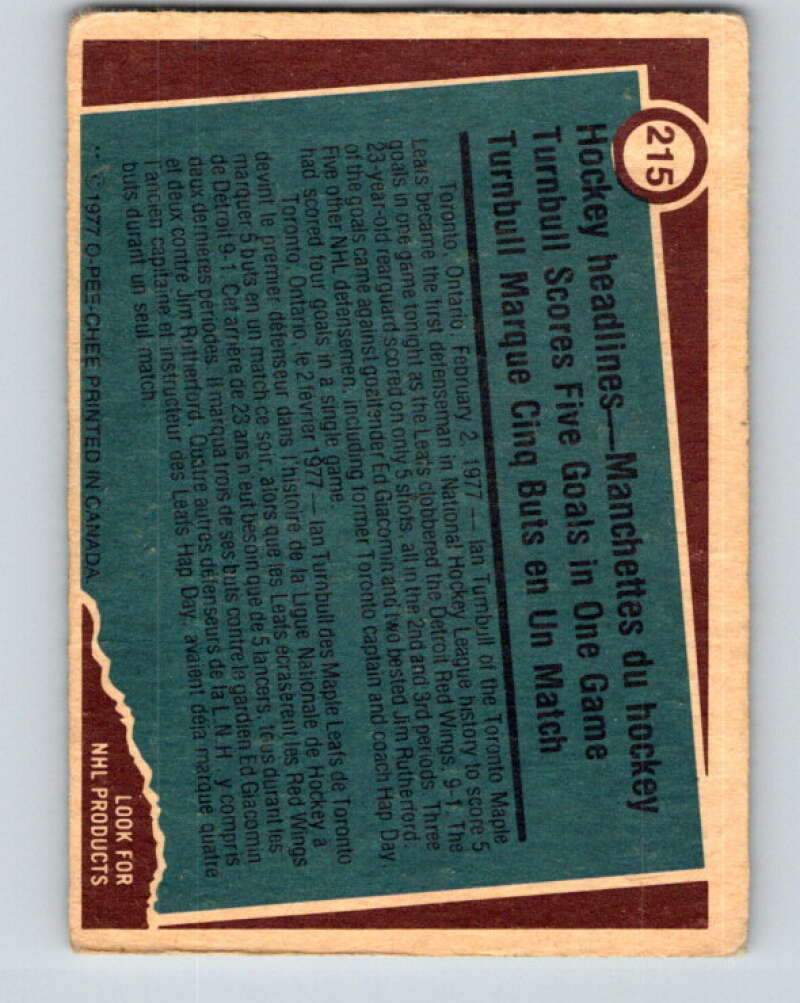 215
Hockey headlines—Manchettes du hockey
Turnbull Scores Five Goals in One Game
Turnbull Marque Cinq Buts en Un Match
Toronto, Ontario, February 2, 1977 — Ian Turnbull of the Toronto Maple
Leafs became the first defenseman in National Hockey League history to score 5
goals in one game tonight as the Leafs clobbered the Detroit Red Wings, 9-1. The
23-year-old rearguard scored on only 5 shots, all in the 2nd and 3rd periods. Three
of the goals came against goaltender Ed Giacomin and two bested Jim Rutherford.
Five other NHL defensemen, including former Toronto Captain and coach Hap Day,
had scored four goals in a single game.
Toronto, Ontario, le 2 février 1977 — Ian Turnbull des Maple Leafs de Toronto
devint le premier défenseur dans l'histoire de la Ligue Nationale de Hockey à
marquer 5 buts en un match ce soir, alors que les Leafs écrasèrent les Red Wings
de Détroit 9-1. Cet arrière de 23 ans n'eut besoin que de 5 lancers, tous durant les
deux dernières périodes. Il marqua trois de ses buts contre le gardien Ed Giacomin
et deux contre Jim Rutherford. Quatre autres défenseurs de la L.N.H., y compris
l'ancien capitaine et instructeur des Leafs Hap Day, avaient déjà marqué quatre
buts durant un seul match.
** © 1977 O-PEE-CHEE PRINTED IN CANADA
LOOK FOR
NHL PRODUCTS